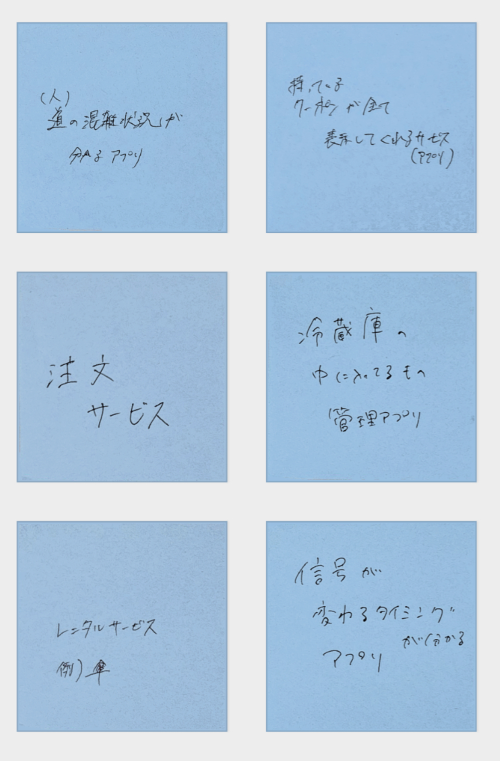 (人)
道の混雑状況が
分かる アプリ
持っている
クーポン が全て
表示してくれるサービス
(アプリ)
注文
サービス
冷蔵庫の
中に入ってるもの
管理アプリ
レンタルサービス
例) 傘
信号が
変わるタイミング
が分かる
アプリ